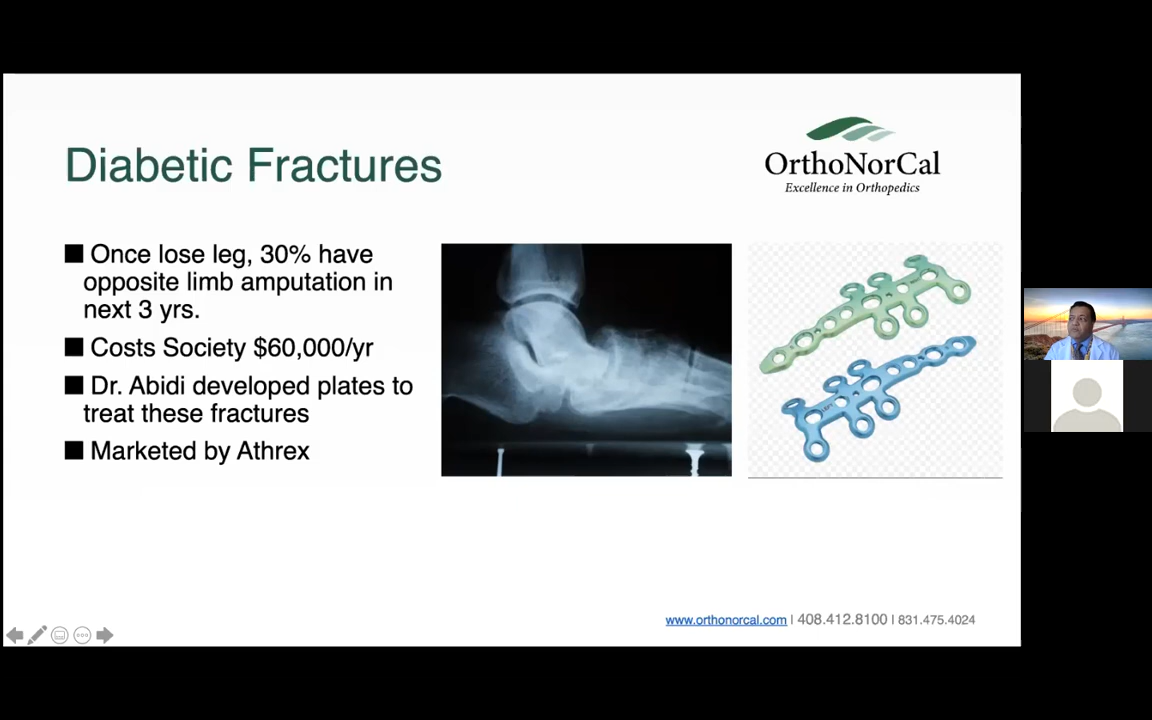 Diabetic Fractures
OrthoNorCal
Excellence in Orthopedics
Once lose leg, 30% have
opposite limb amputation in
next 3 yrs.
Costs Society $60,000/yr
Dr. Abidi developed plates to
treat these fractures
Marketed by Athrex
www.orthonorcal.com | 408.412.8100 | 831.475.4024